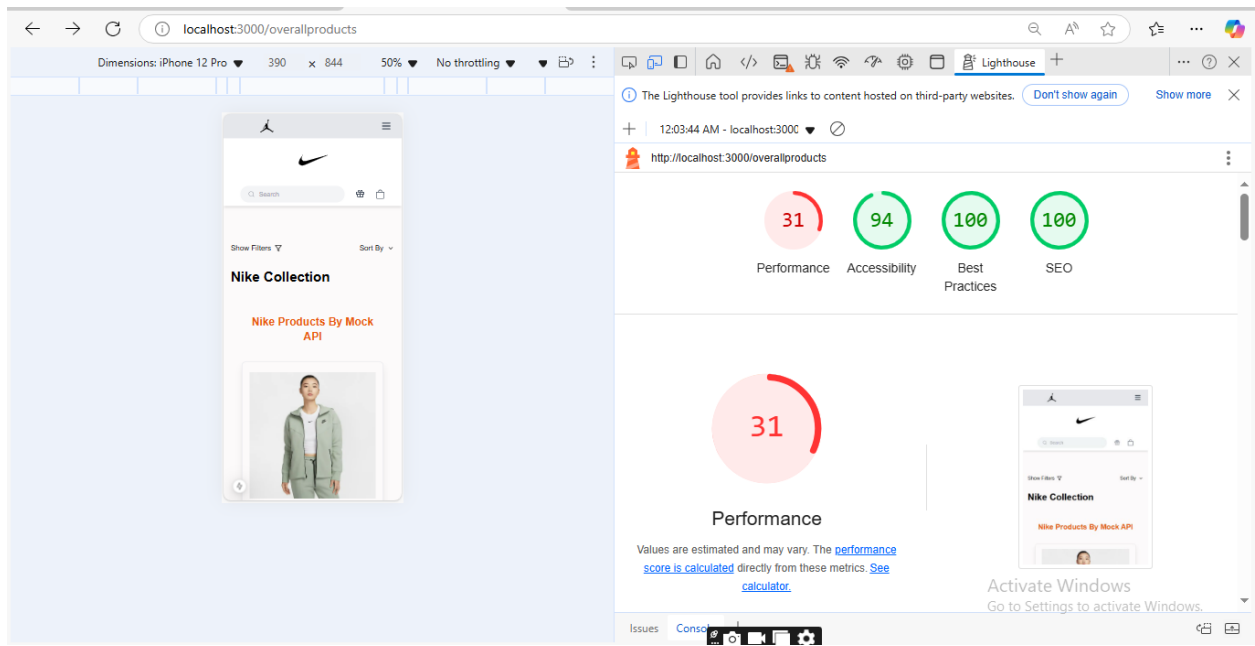 localhost:3000/overallproducts
Dimensions: iPhone 12 Pro 390 x 844 50% No throttling
Lighthouse
The Lighthouse tool provides links to content hosted on third-party websites. Don't show again Show more
12:03:44 AM - localhost:3000
http://localhost:3000/overallproducts
31 94 100 100
Performance Accessibility Best Practices SEO
Search
Show Filters Sort By
Nike Collection
Nike Products By Mock
API
31
Performance
Values are estimated and may vary. The performance
score is calculated directly from these metrics. See
calculator.
Search
Show Filters Sort By
Nike Collection
Nike Products By Mock API
Activate Windows
Go to Settings to activate Windows.
Issues